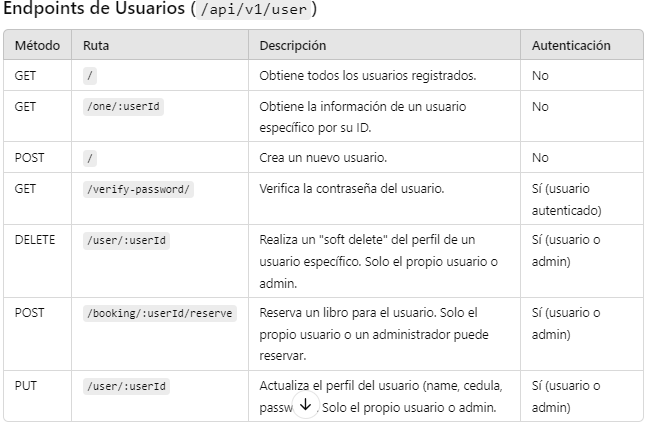 Endpoints de Usuarios ( /api/v1/user )
Método Ruta Descripción Autenticación
GET / Obtiene todos los usuarios registrados. No
GET /one/:userId Obtiene la información de un usuario No
específico por su ID.
POST / Crea un nuevo usuario. No
GET /verify-password/ Verifica la contraseña del usuario. Sí (usuario
autenticado)
DELETE /user/:userId Realiza un "soft delete" del perfil de un Sí (usuario o
usuario específico. Solo el propio usuario o admin)
admin.
POST /booking/:userId/reserve Reserva un libro para el usuario. Solo el Sí (usuario o
propio usuario o un administrador puede admin)
reservar.
PUT /user/:userId Actualiza el perfil del usuario (name, cedula, Sí (usuario o
Solo el propio usuario o admin. admin)